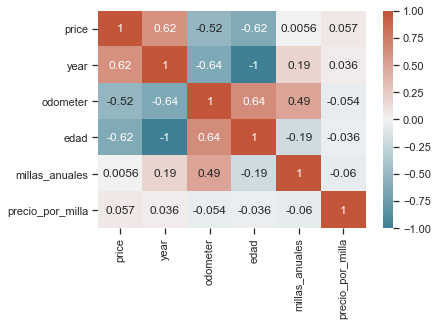 price 1 0.62 -0.52 -0.62 0.0056 0.057
year 0.62 1 -0.64 -1 0.19 0.036
odometer -0.52 -0.64 1 0.64 0.49 -0.054
edad -0.62 -1 0.64 1 -0.19 -0.036
millas_anuales 0.0056 0.19 0.49 -0.19 1 -0.06
precio_por_milla 0.057 0.036 -0.054 -0.036 -0.06 1
price
year
odometer
edad
millas_anuales
precio_por_milla
1.00
0.75
0.50
0.25
0.00
−0.25
−0.50
−0.75
−1.00